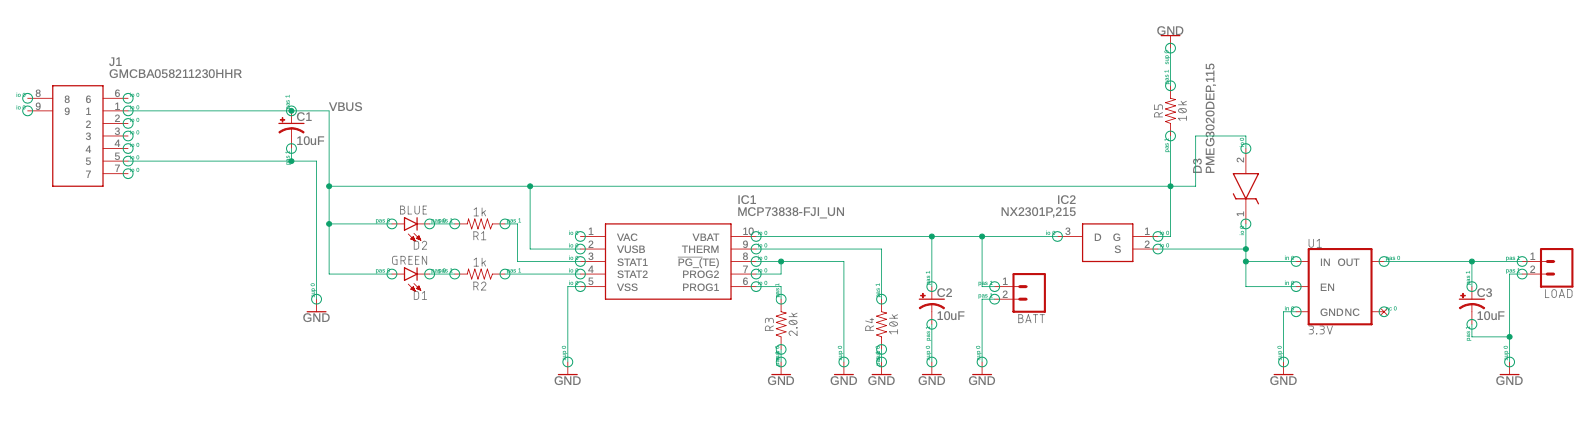 J1
GMCBA058211230HHR
8 8 6 6
9 9 1 1
2 2
3 3
4 4
5 5
7 7
VBUS
C1
10uF
GND
BLUE
D2
1k
R1
GREEN
D1
1k
R2
IC1
MCP73838-FJI_UN
1 VAC VBAT 10
2 VUSB THERM 9
3 STAT1 PG_(TE) 8
4 STAT2 PROG2 7
5 VSS PROG1 6
GND
R3
2.0k
GND
GND
R4
10k
GND
C2
10uF
GND
1
2
BATT
GND
IC2
NX2301P,215
3 D G 1
S 2
GND
R5
10k
D3
PMEG3020DEP,115
2
1
U1
IN OUT
EN
GND NC
3.3V
GND
C3
10uF
1
2
LOAD
GND